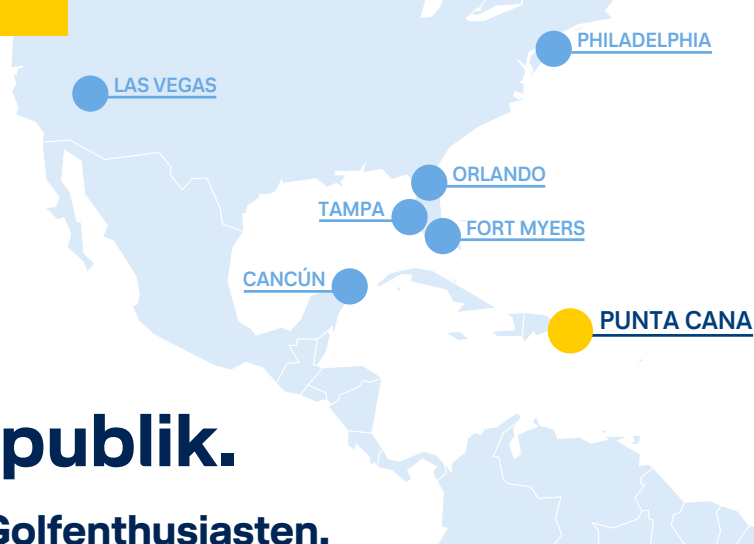 PHILADELPHIA
LAS VEGAS
ORLANDO
TAMPA
FORT MYERS
CANCÚN
PUNTA CANA
publik.
Golfenthusiasten.